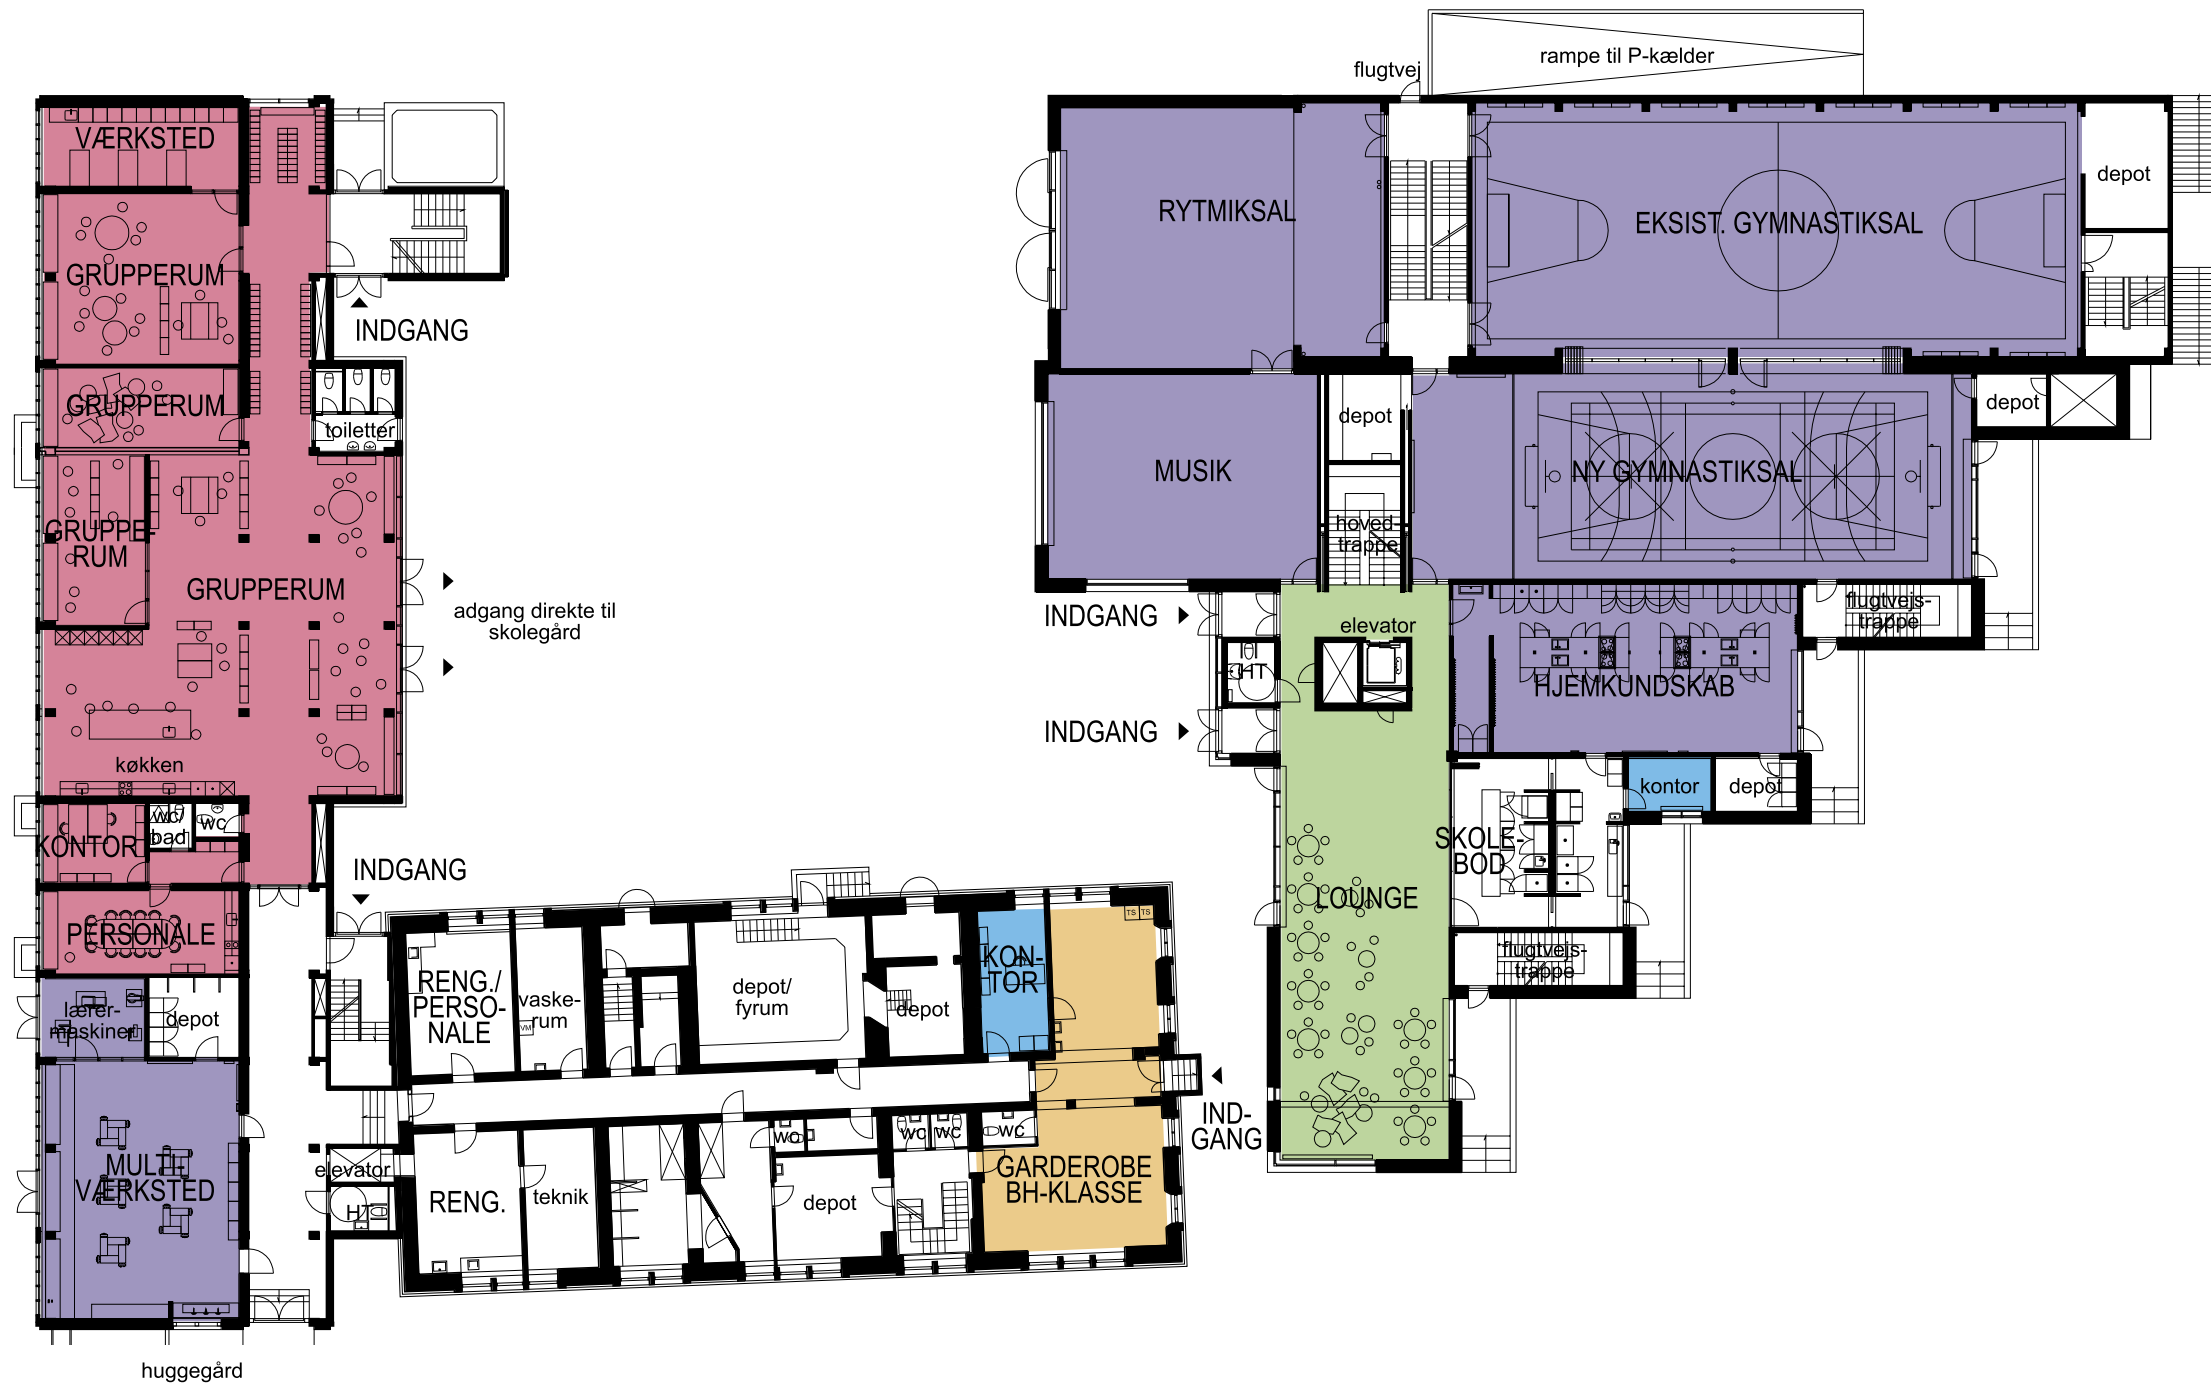 rampe til P-kælder
flugtvej
VÆRKSTED
depot
RYTMIKSAL
EKSIST. GYMNASTIKSAL
GRUPPERUM
INDGANG
GRUPPERUM
toiletter
depot
depot
MUSIK
NY GYMNASTIKSAL
GRUPPE-
RUM
hoved-
trappe
GRUPPERUM
adgang direkte til
skolegård
INDGANG
elevator
flugtvejs-
trappe
HT
HJEMKUNDSKAB
INDGANG
køkken
kontor
depot
wc/
bad
wc
KONTOR
SKOLE-
BOD
INDGANG
LOUNGE
TS TS
PERSONALE
KON-
TOR
flugtvejs-
trappe
RENG./
PERSO-
NALE
vaske-
rum
VM
depot/
fyrum
depot
lærer-
maskiner
depot
IND-
GANG
wc
wc
wc
wc
MULTI-
VÆRKSTED
elevator
HT
RENG.
teknik
depot
GARDEROBE
BH-KLASSE
huggegård